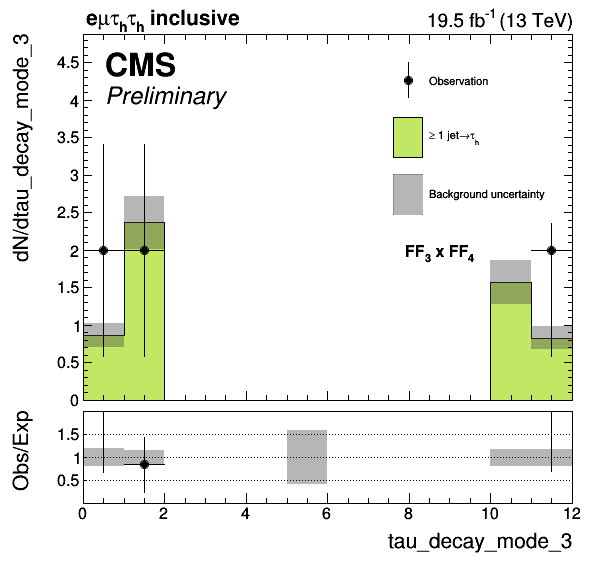 eμτhτh inclusive
19.5 fb-1 (13 TeV)
dN/dtau_decay_mode_3
CMS
Preliminary
Observation
≥ 1 jet→τh
Background uncertainty
FF3 x FF4
4.5
4
3.5
3
2.5
2
1.5
1
0.5
0
Obs/Exp
1.5
1
0.5
0 2 4 6 8 10 12
tau_decay_mode_3